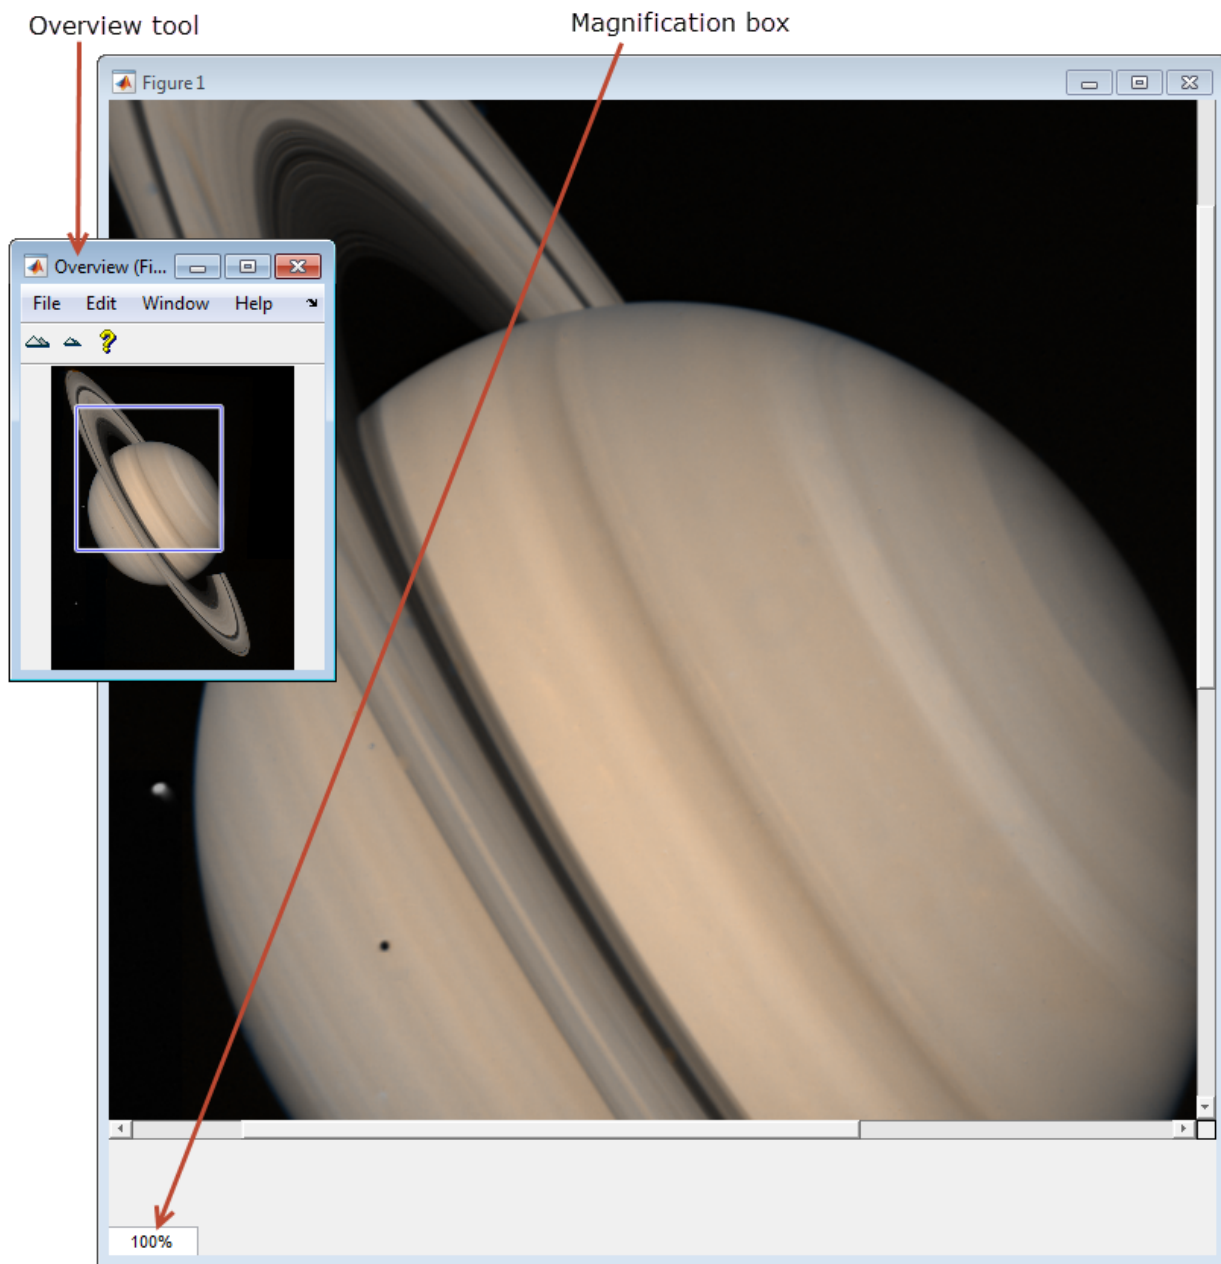 Overview tool
Magnification box
Figure 1
Overview (Fi...
File Edit Window Help
100%